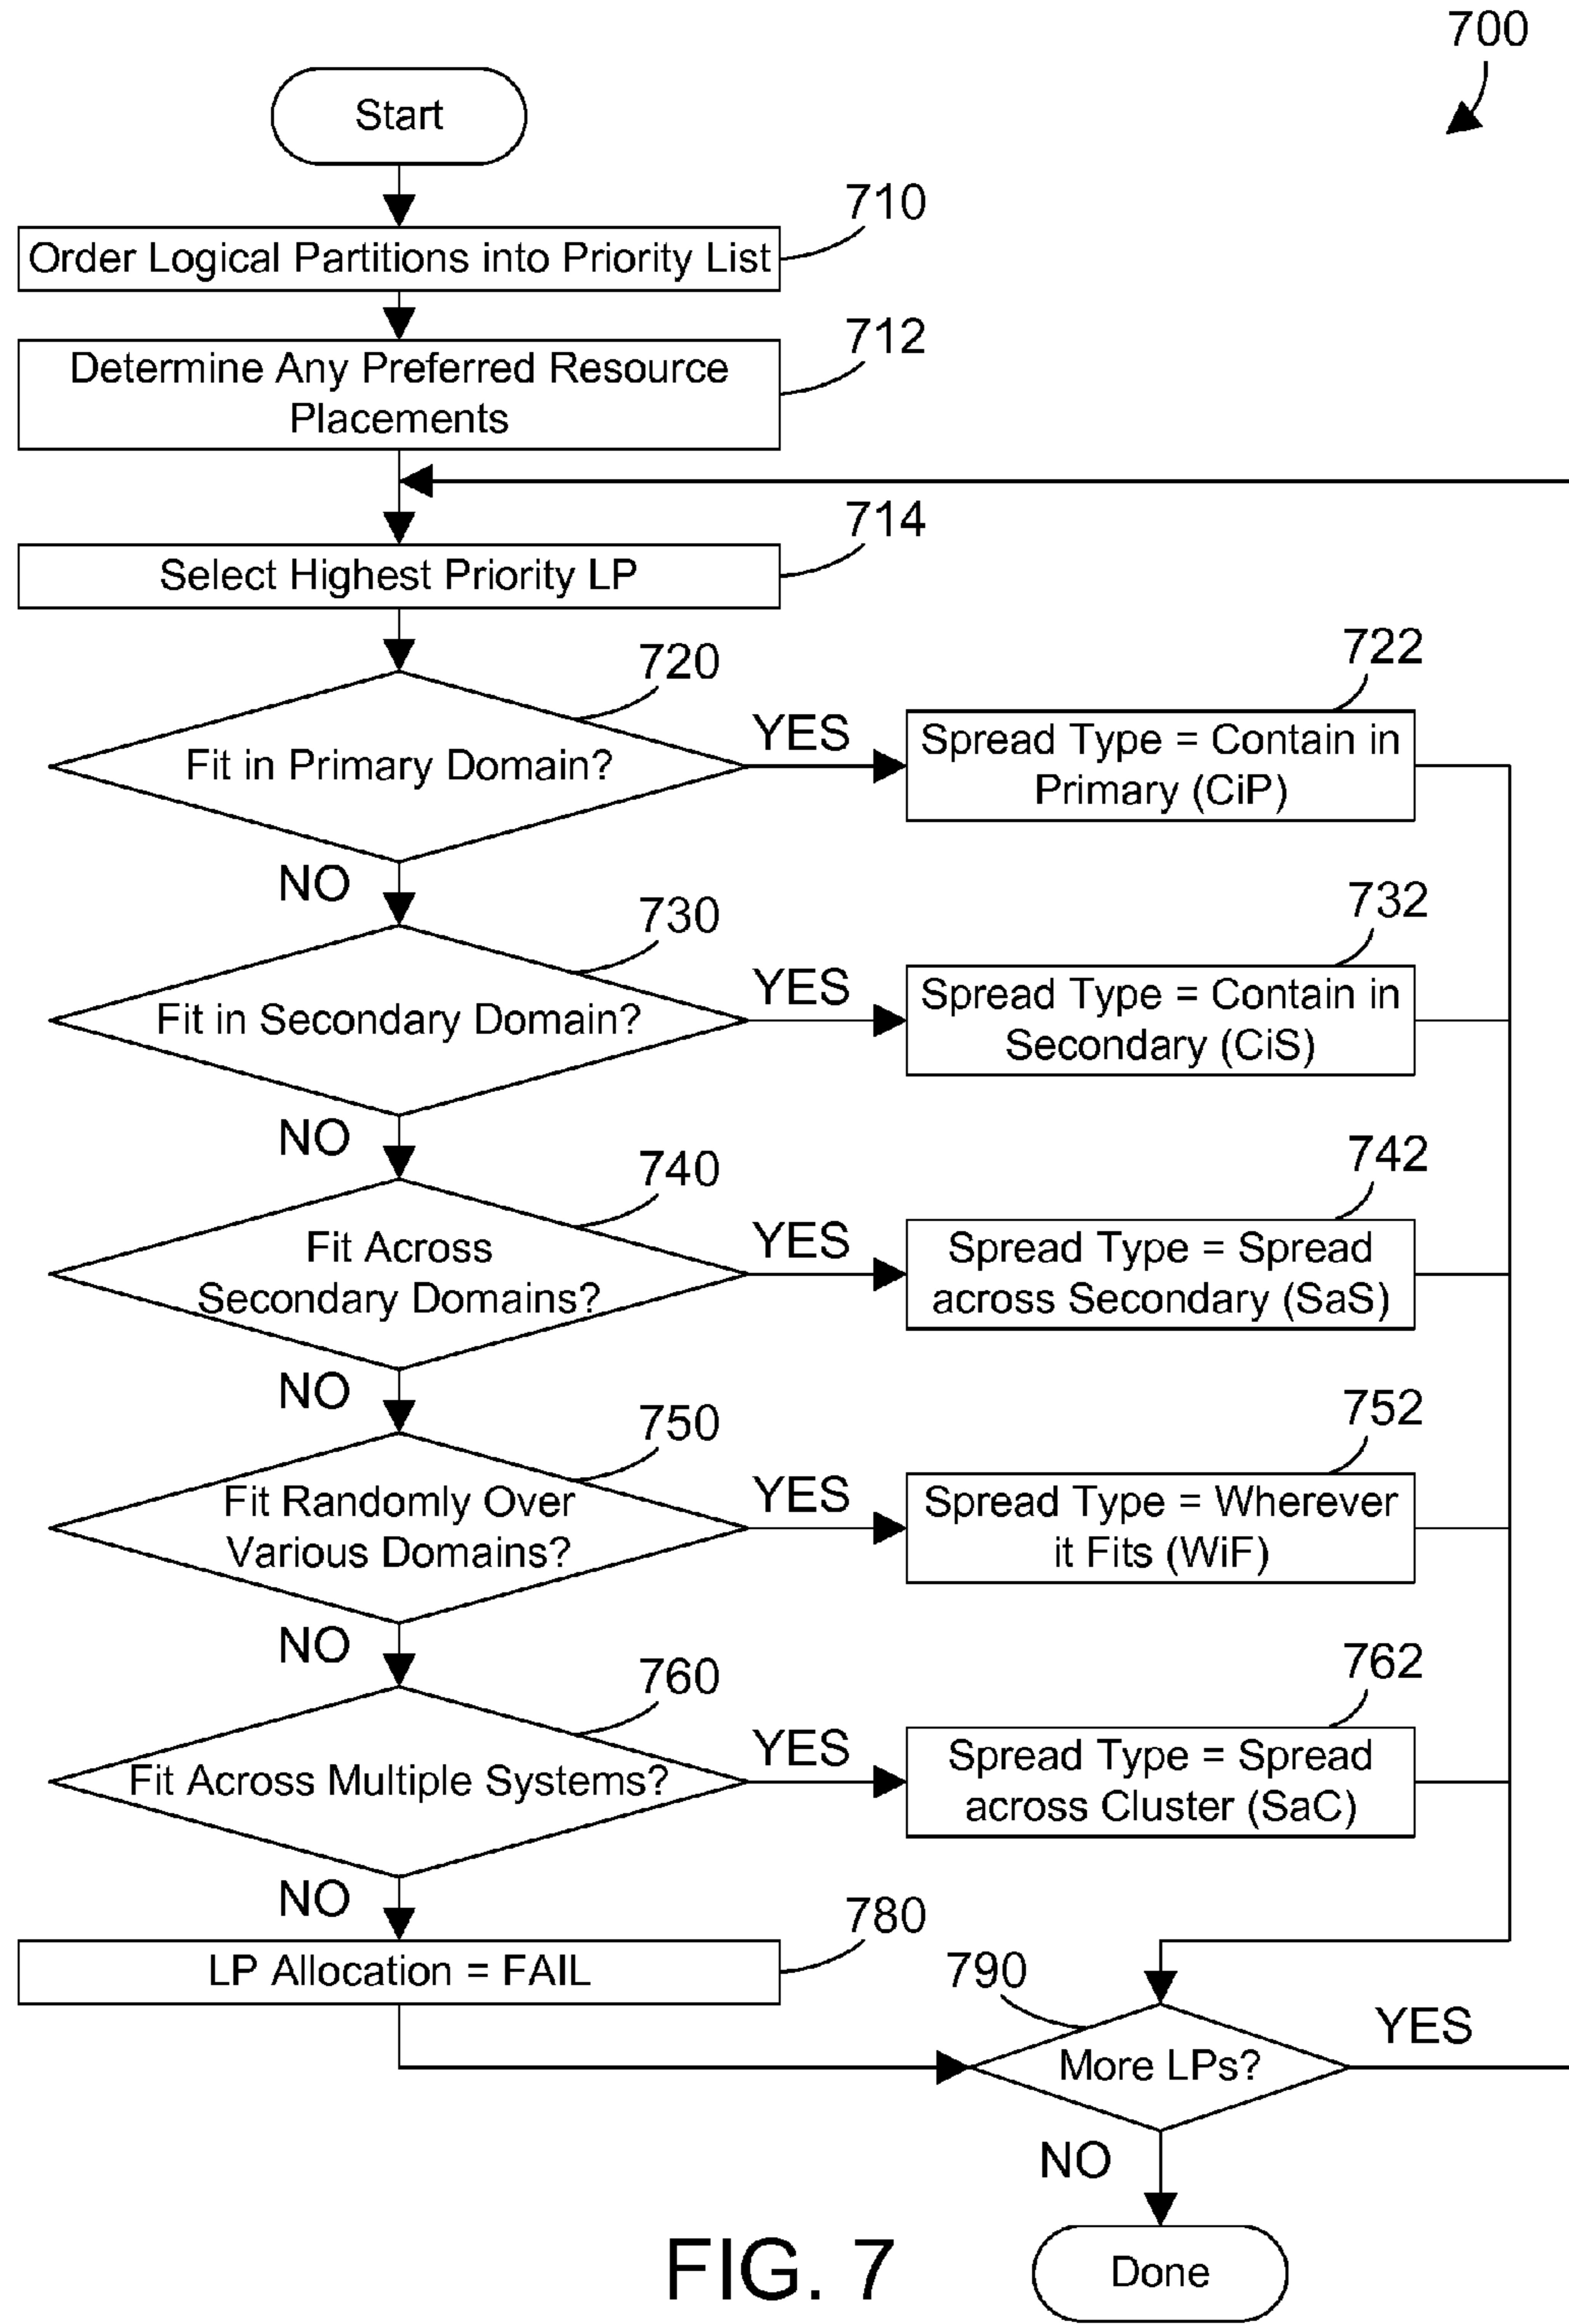 700
Start
710
Order Logical Partitions into Priority List
712
Determine Any Preferred Resource
Placements
714
Select Highest Priority LP
720
722
Fit in Primary Domain?
YES
Spread Type = Contain in
Primary (CiP)
NO
730
732
Fit in Secondary Domain?
YES
Spread Type = Contain in
Secondary (CiS)
NO
740
742
Fit Across
Secondary Domains?
YES
Spread Type = Spread
across Secondary (SaS)
NO
750
752
Fit Randomly Over
Various Domains?
YES
Spread Type = Wherever
it Fits (WiF)
NO
760
762
Fit Across Multiple Systems?
YES
Spread Type = Spread
across Cluster (SaC)
NO
780
LP Allocation = FAIL
790
More LPs?
YES
NO
Done
FIG. 7